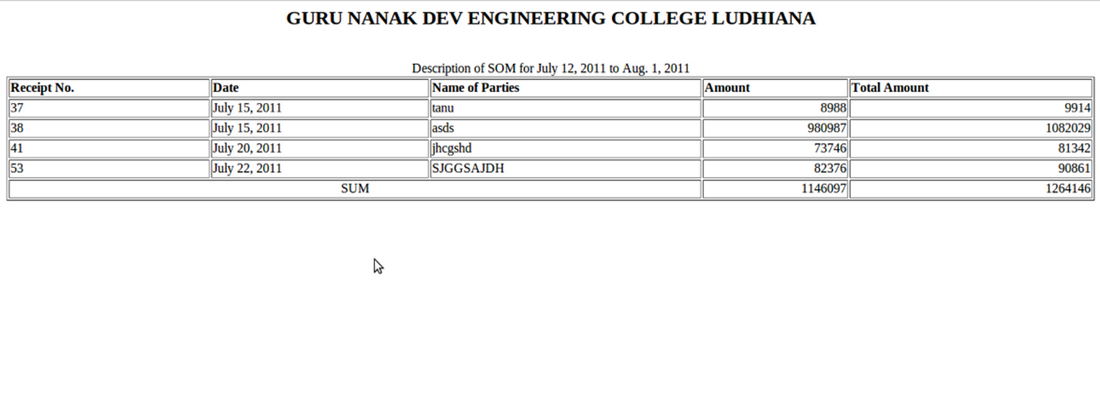 GURU NANAK DEV ENGINEERING COLLEGE LUDHIANA
Description of SOM for July 12, 2011 to Aug. 1, 2011
Receipt No. Date Name of Parties Amount Total Amount
37 July 15, 2011 tanu 8988 9914
38 July 15, 2011 asds 980987 1082029
41 July 20, 2011 jhcgshd 73746 81342
53 July 22, 2011 SJGGSAJDH 82376 90861
SUM 1146097 1264146